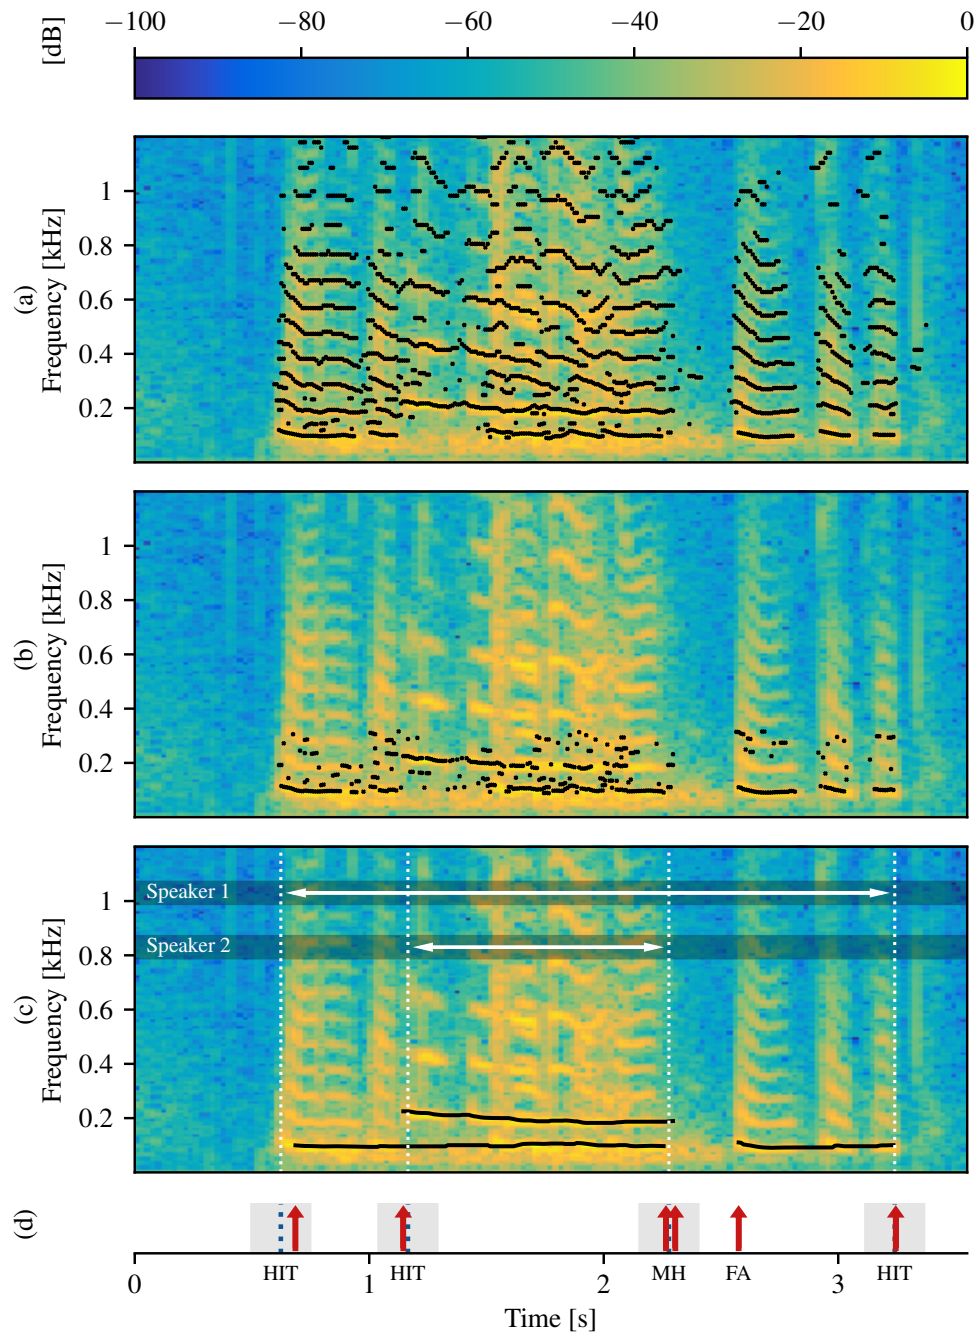 −100 −80 −60 −40 −20 0
[dB]
(a)
Frequency [kHz]
1
0.8
0.6
0.4
0.2
(b)
Frequency [kHz]
1
0.8
0.6
0.4
0.2
(c)
Frequency [kHz]
1
0.8
0.6
0.4
0.2
Speaker 1
Speaker 2
(d)
HIT HIT MH FA HIT
0 1 2 3
Time [s]